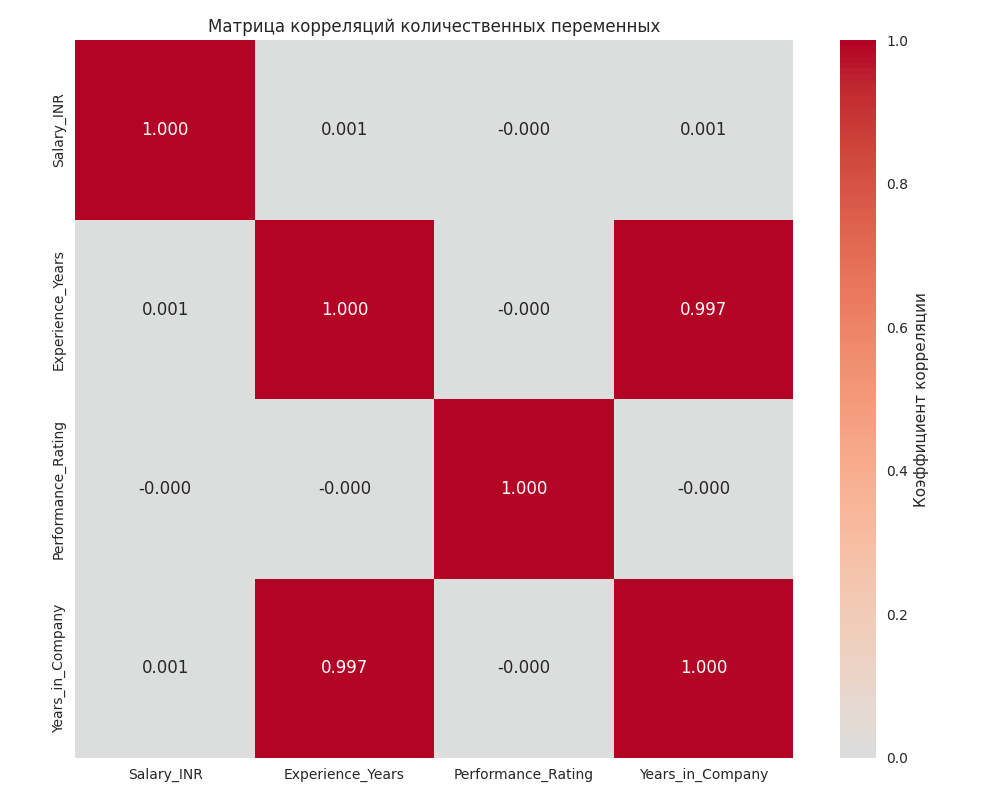 Матрица корреляций количественных переменных
Salary_INR
1.000 0.001 -0.000 0.001
Experience_Years
0.001 1.000 -0.000 0.997
Performance_Rating
-0.000 -0.000 1.000 -0.000
Years_in_Company
0.001 0.997 -0.000 1.000
Salary_INR Experience_Years Performance_Rating Years_in_Company
1.0
0.8
0.6
0.4
0.2
0.0
Коэффициент корреляции